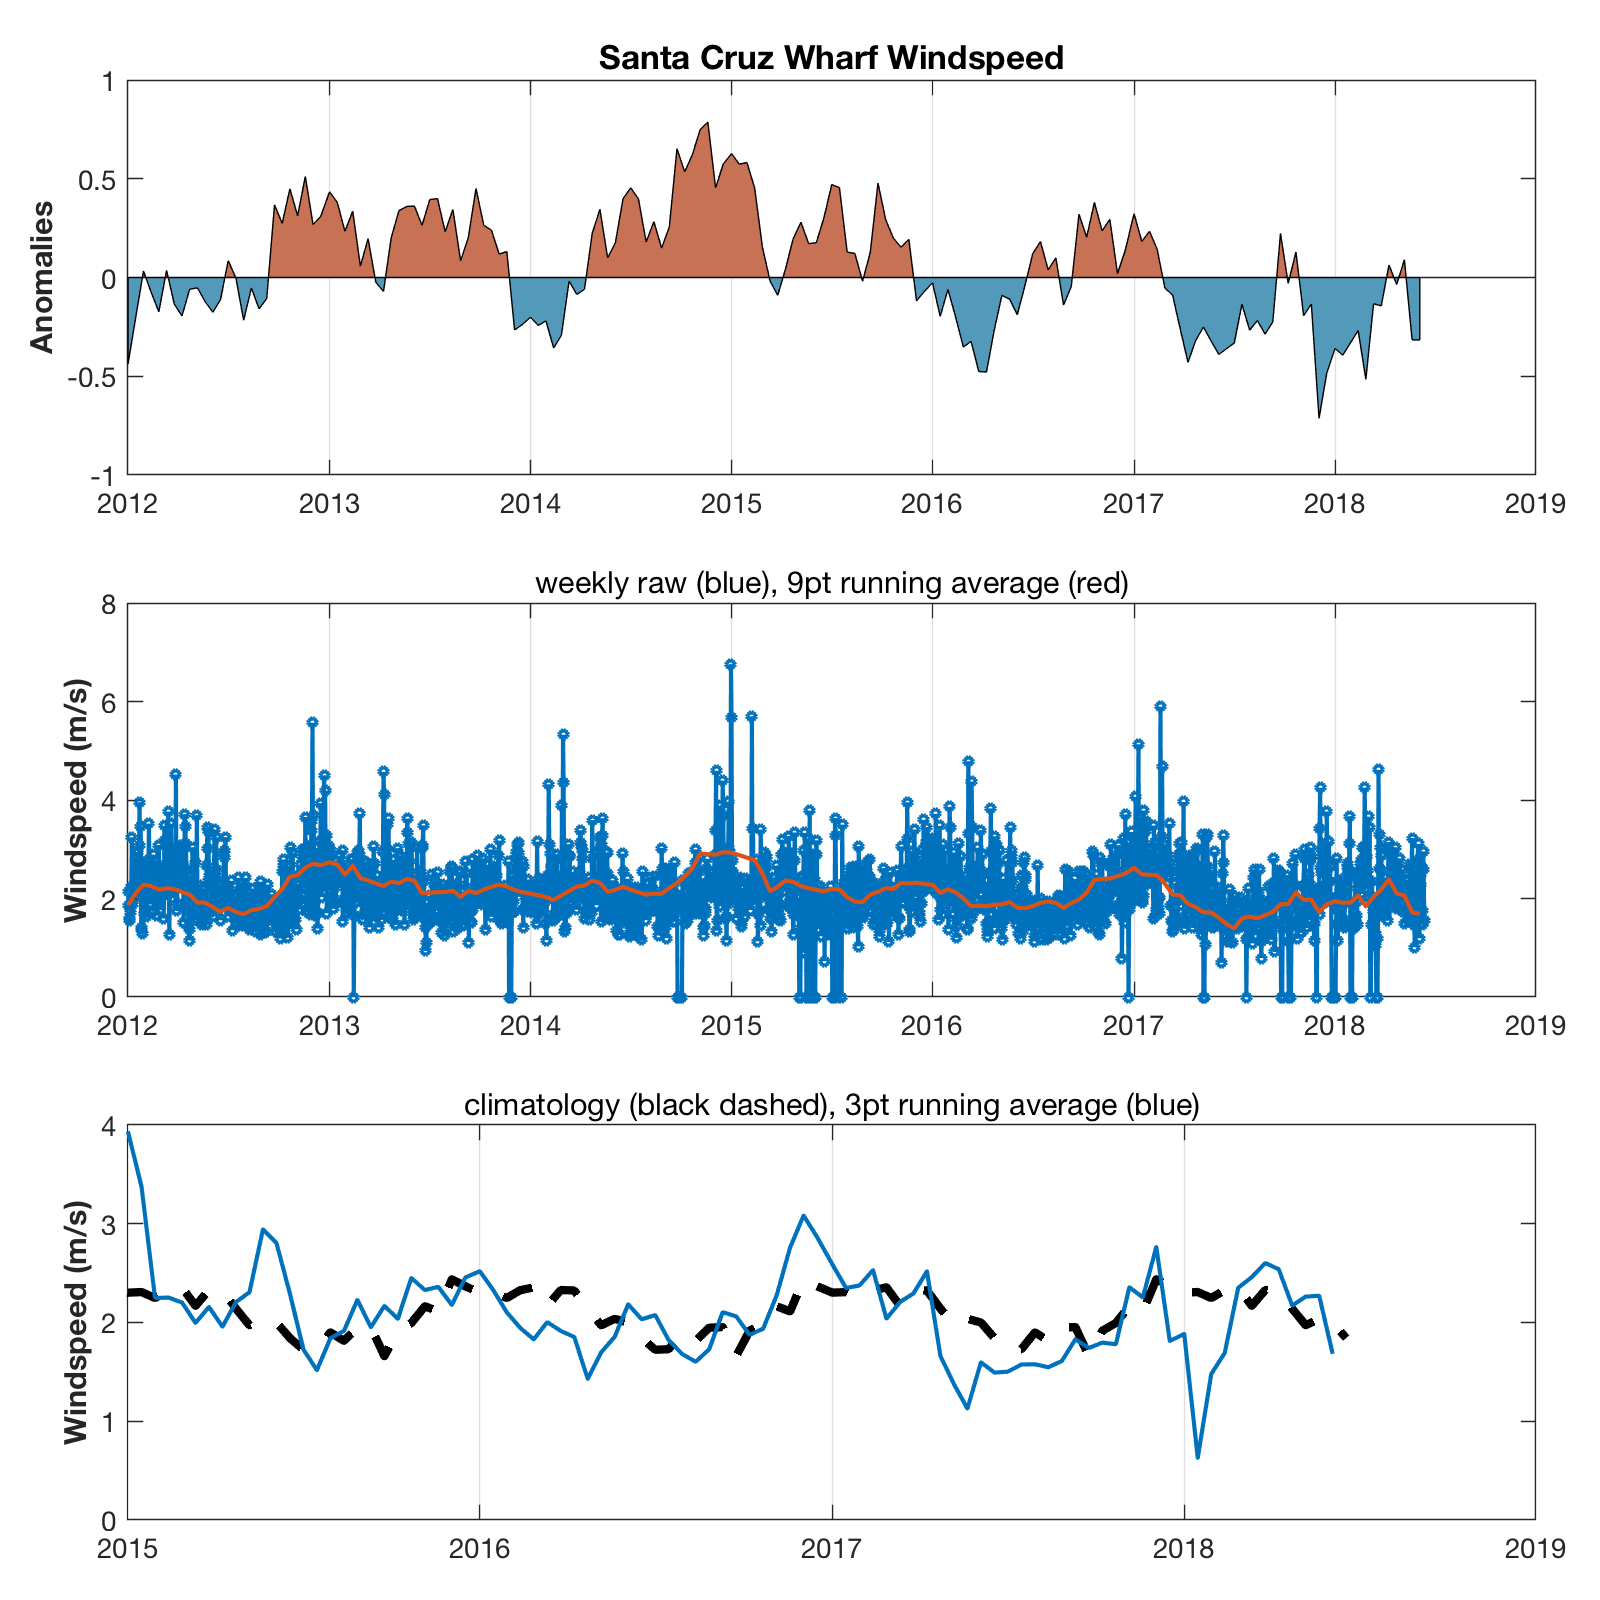 Santa Cruz Wharf Windspeed
1
0.5
0
-0.5
-1
Anomalies
2012 2013 2014 2015 2016 2017 2018 2019
weekly raw (blue), 9pt running average (red)
8
6
4
2
0
Windspeed (m/s)
2012 2013 2014 2015 2016 2017 2018 2019
climatology (black dashed), 3pt running average (blue)
4
3
2
1
0
Windspeed (m/s)
2015 2016 2017 2018 2019